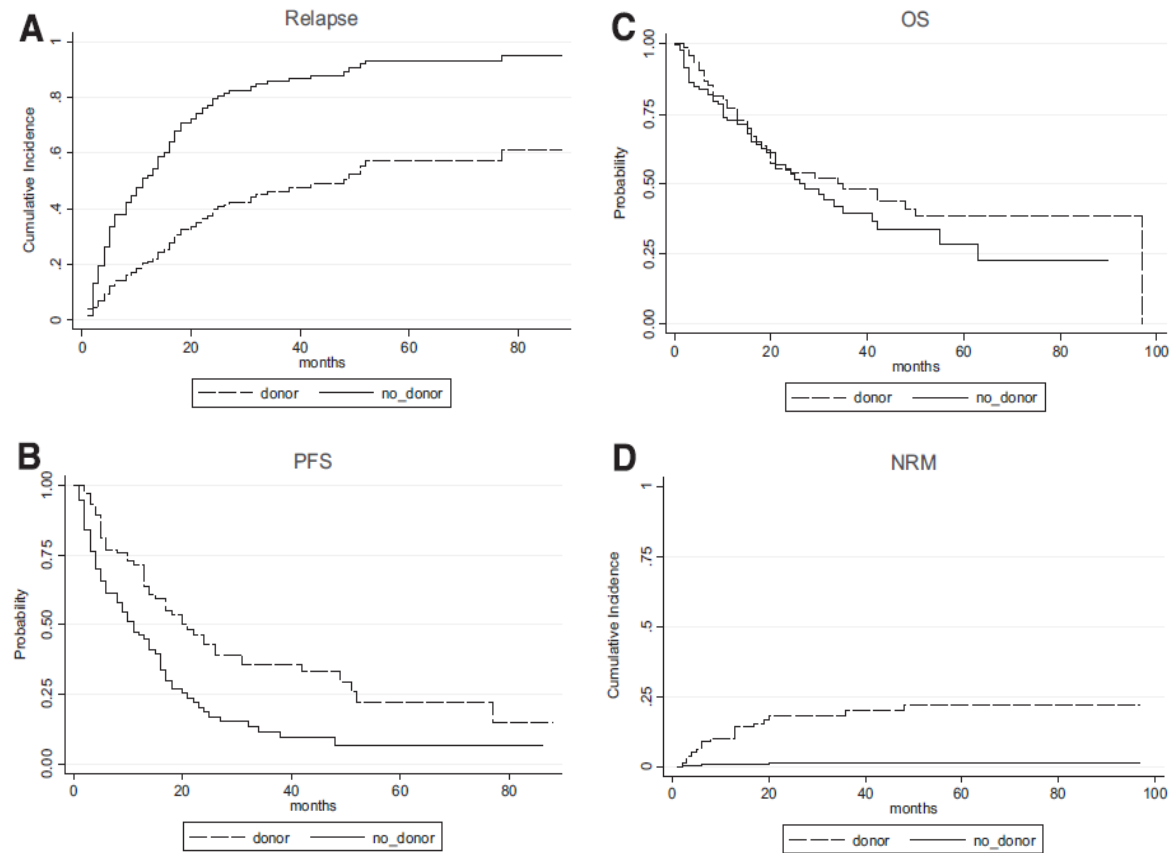 A
Relapse
Cumulative Incidence
1
.8
.6
.4
.2
0
0 20 40 60 80
months
donor no_donor
B
PFS
Probability
1.00
0.75
0.50
0.25
0.00
0 20 40 60 80
months
donor no_donor
C
OS
Probability
1.00
0.75
0.50
0.25
0.00
0 20 40 60 80 100
months
donor no_donor
D
NRM
Cumulative Incidence
1
.75
.5
.25
0
0 20 40 60 80 100
months
donor no_donor